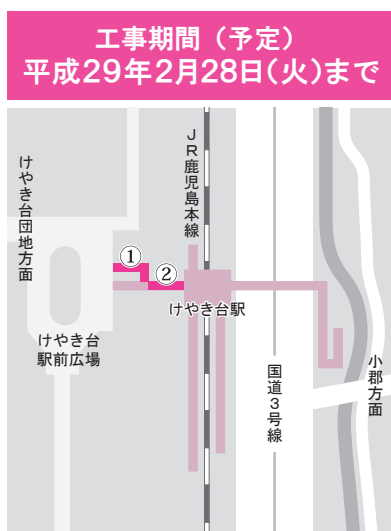 工事期間（予定）
平成29年2月28日(火)まで
けやき台団地方面
JR鹿児島本線
①
②
けやき台駅
けやき台
駅前広場
国道3号線
小郡方面